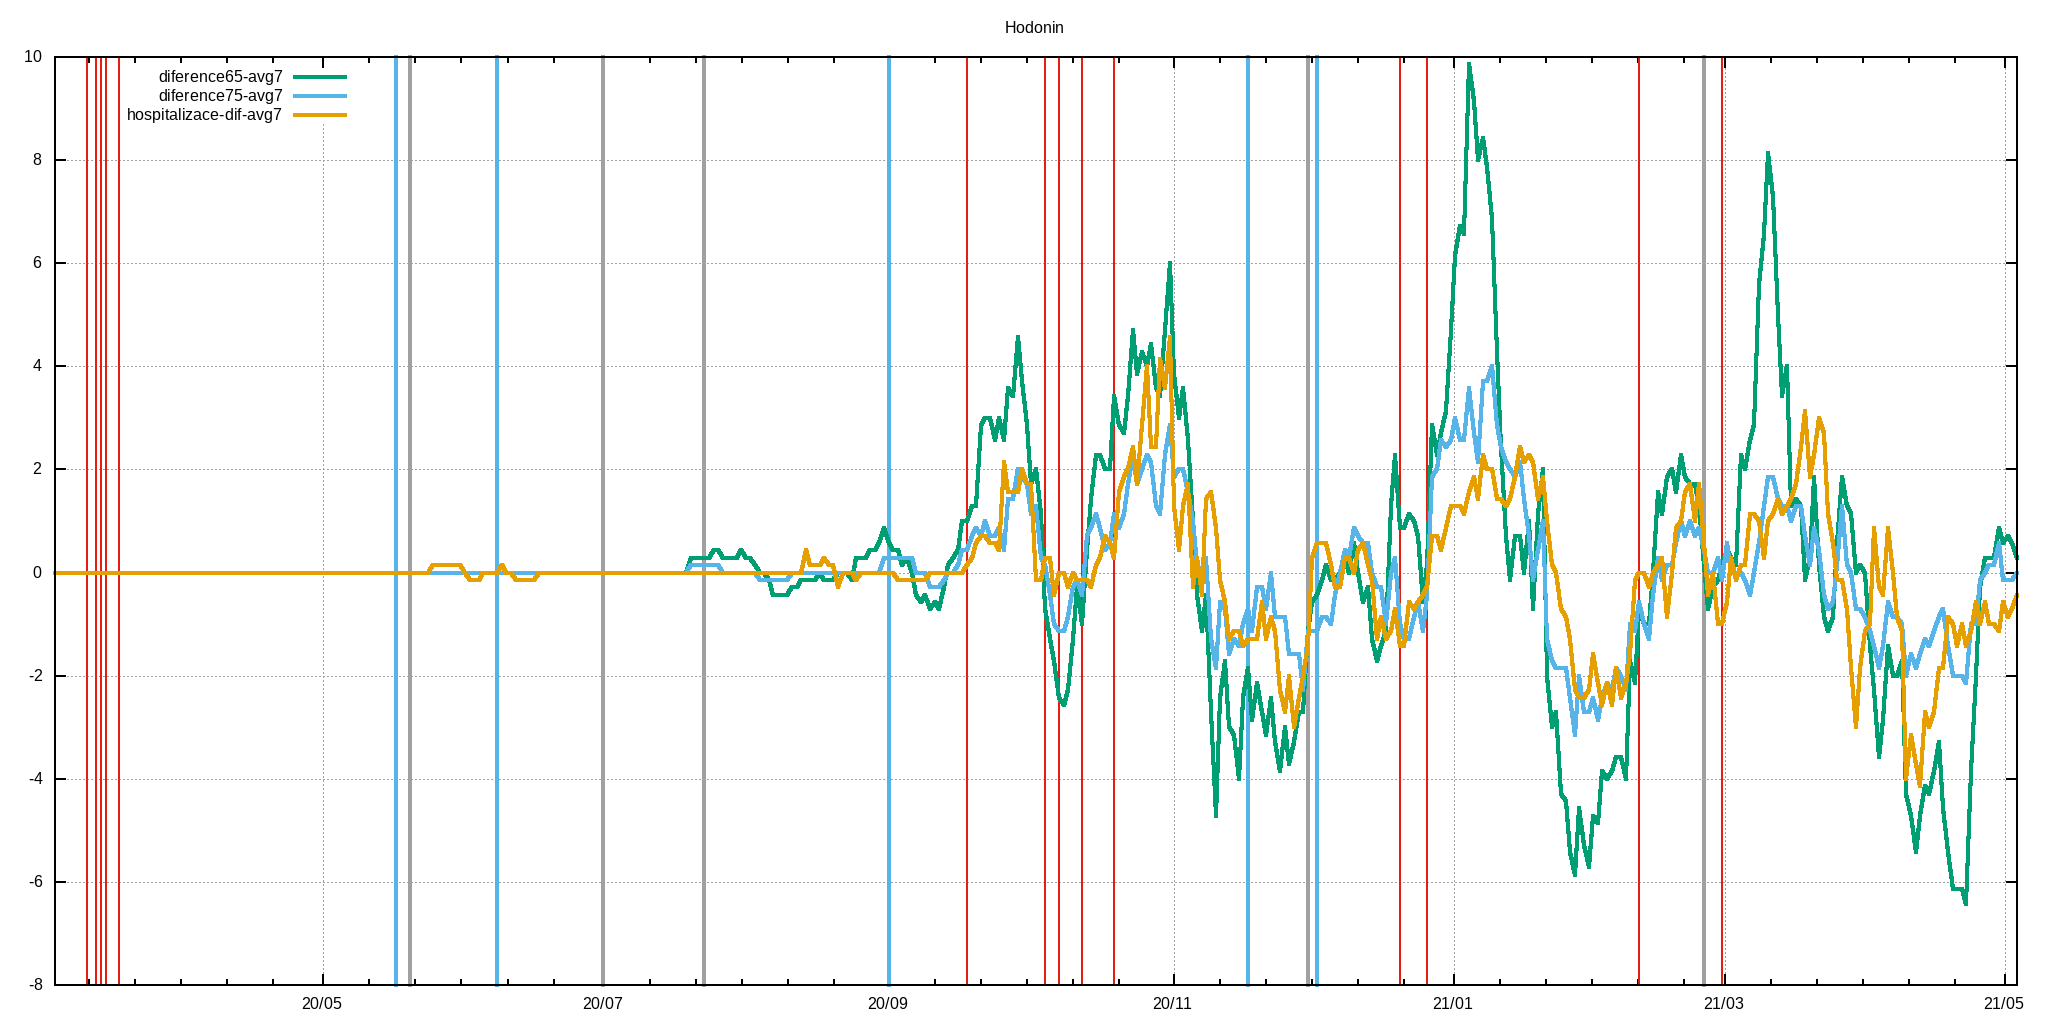 Hodonin
diference65-avg7
diference75-avg7
hospitalizace-dif-avg7
10
8
6
4
2
0
-2
-4
-6
-8
20/05 20/07 20/09 20/11 21/01 21/03 21/05